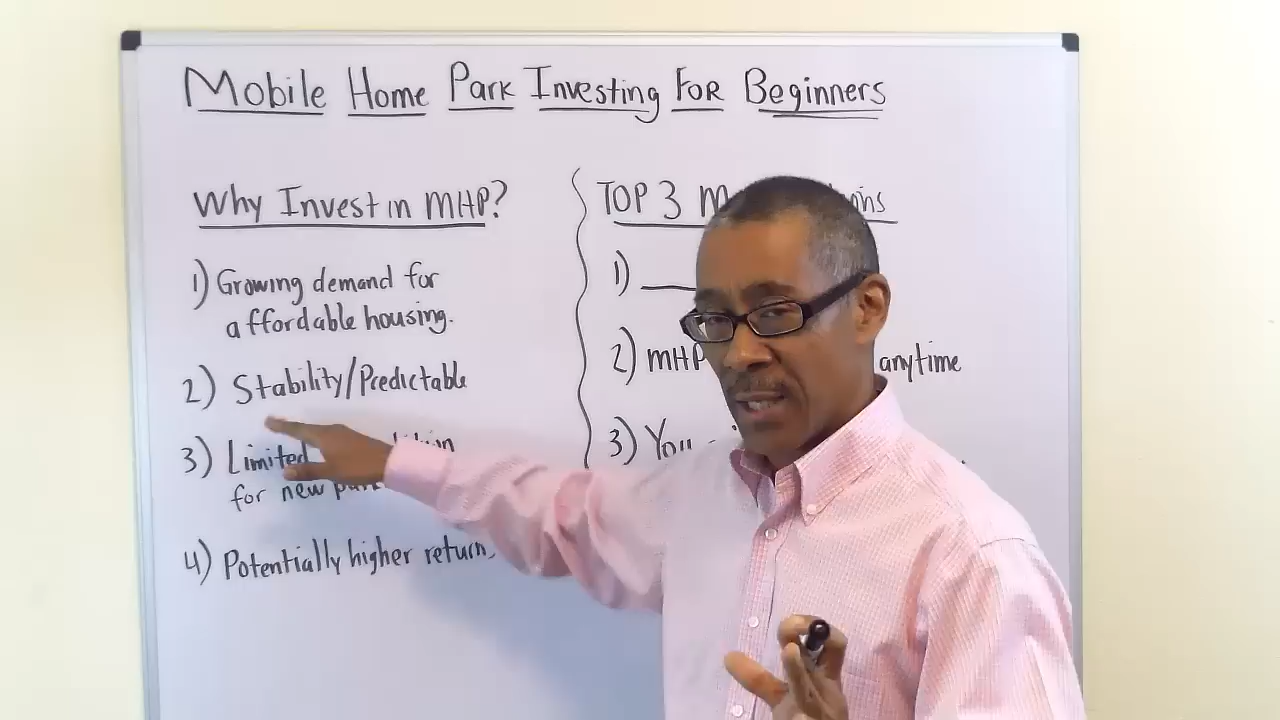 Mobile Home Park Investing For Beginners
Why Invest in MHP?
1) Growing demand for
affordable housing.
2) Stability/Predictable
3) Limited
for new
4) Potentially higher return
TOP 3
1)
2) MHP anytime
3) You